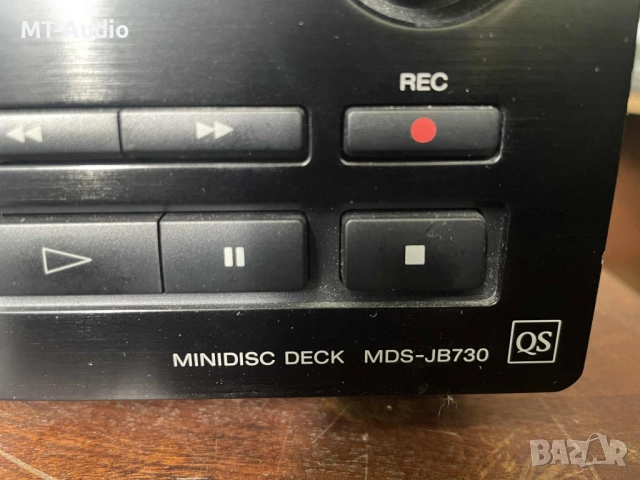 MT-Audio
REC
MINIDISC DECK MDS-JB730
QS
BAZAR